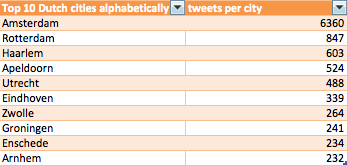 Top 10 Dutch cities alphabetically tweets per city
Amsterdam 6360
Rotterdam 847
Haarlem 603
Apeldoorn 524
Utrecht 488
Eindhoven 339
Zwolle 264
Groningen 241
Enschede 234
Arnhem 232